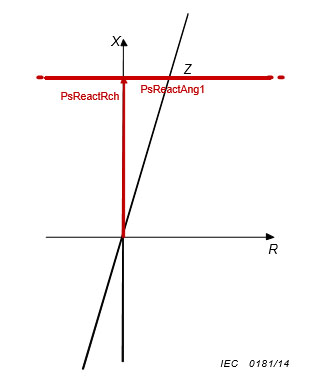 X
Z
PsReactAng1
PsReactRch
R
IEC 0181/14